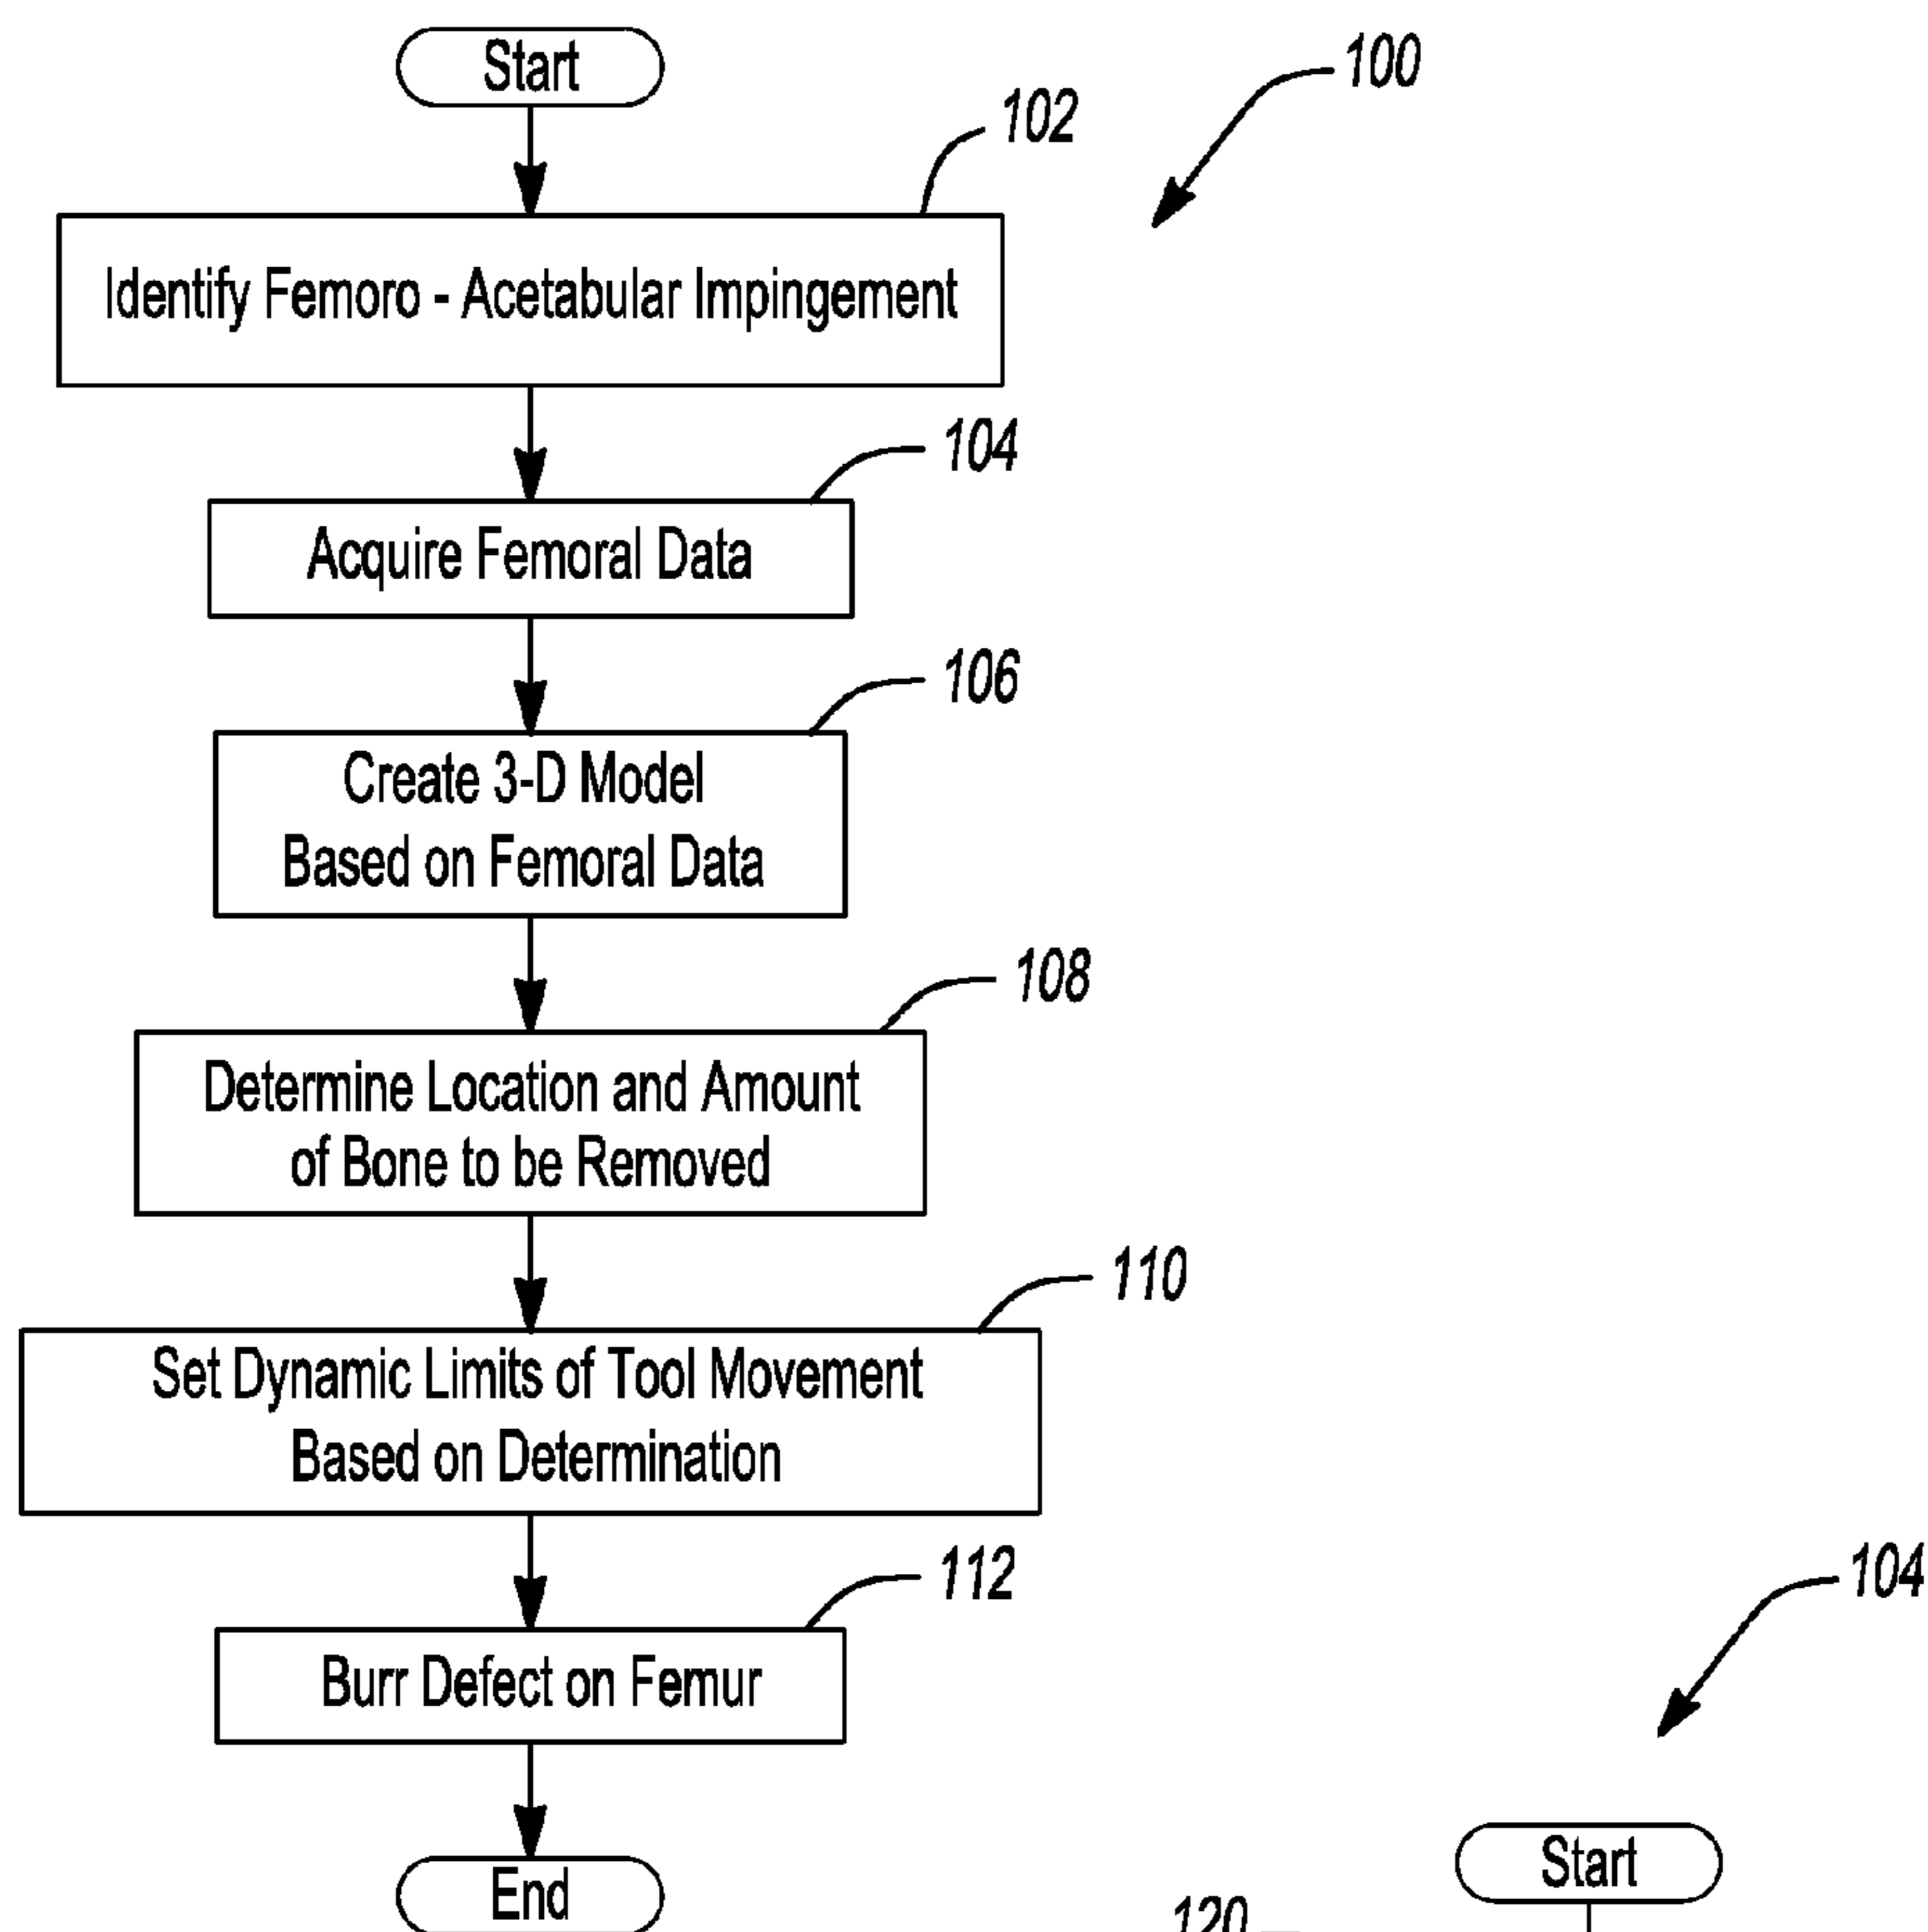 Start
100
102
Identify Femoro - Acetabular Impingement
104
Acquire Femoral Data
106
Create 3-D Model
Based on Femoral Data
108
Determine Location and Amount
of Bone to be Removed
110
Set Dynamic Limits of Tool Movement
Based on Determination
112
Burr Defect on Femur
End
104
Start
120